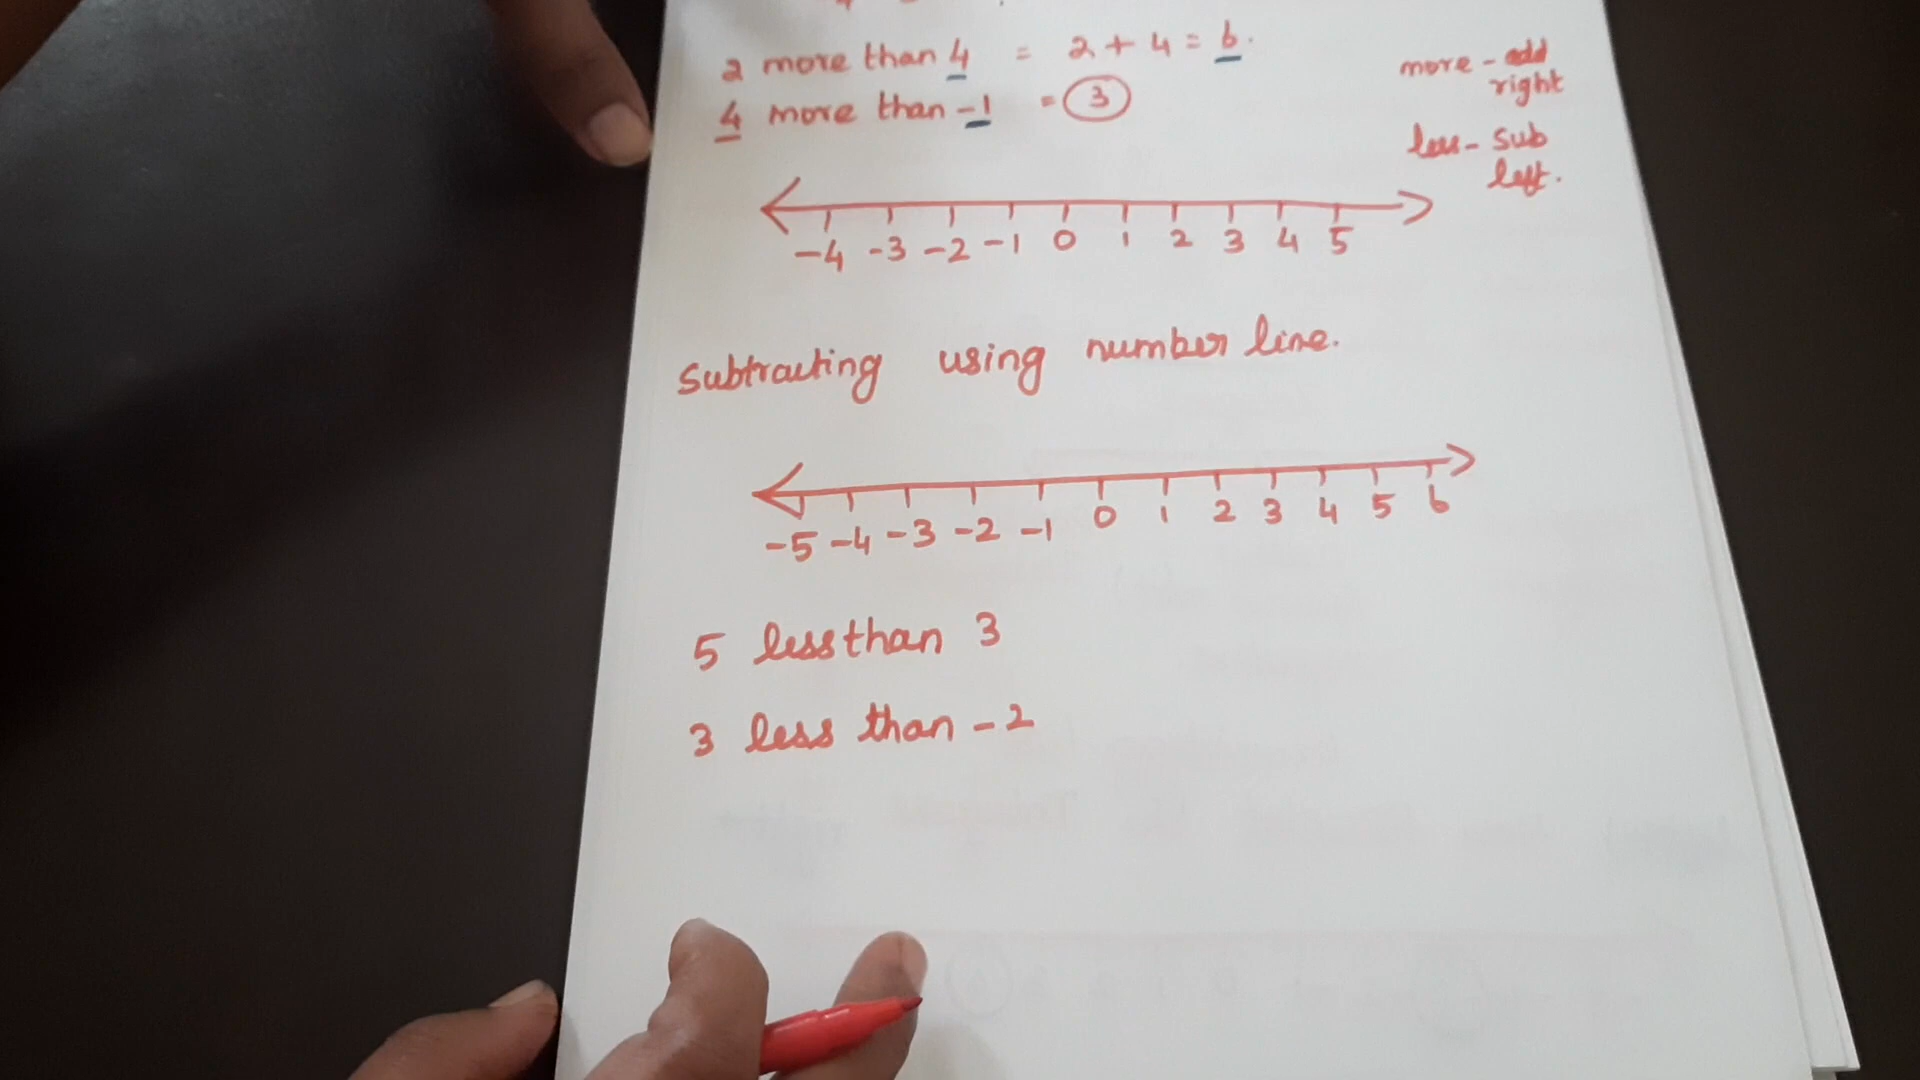 2 more than 4 = 2 + 4 = 6.
4 more than -1 = 3
more - add
right
less - sub
left.
-4 -3 -2 -1 0 1 2 3 4 5
Subtracting using number line.
-5 -4 -3 -2 -1 0 1 2 3 4 5 6
5 less than 3
3 less than -2